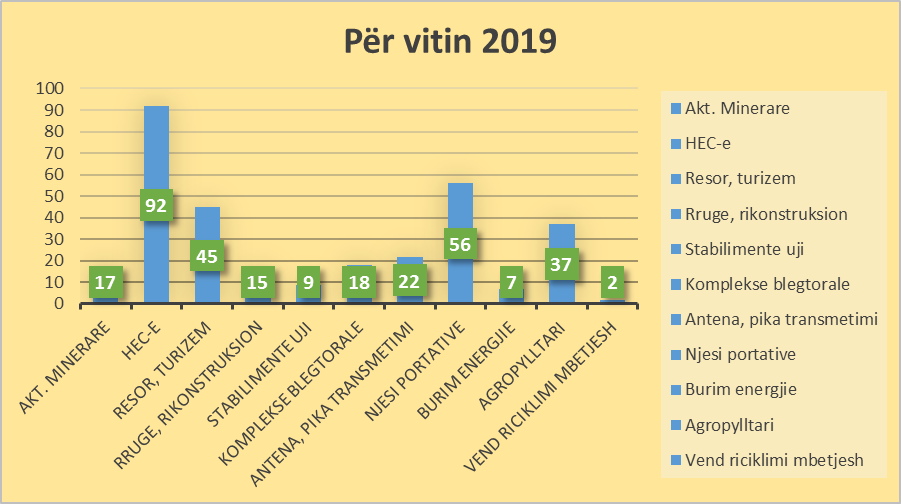 Për vitin 2019
100
90
80
70
60
50
40
30
20
10
0
17
92
45
15
9
18
22
56
7
37
2
AKT. MINERARE
HEC-E
RESOR, TURIZEM
RRUGE, RIKONSTRUKSION
STABILIMENTE UJI
KOMPLEKSE BLEGTORALE
ANTENA, PIKA TRANSMETIMI
NJESI PORTATIVE
BURIM ENERGJIE
AGROPYLLTARI
VEND RICIKLIMI MBETJESH
Akt. Minerare
HEC-e
Resor, turizem
Rruge, rikonstruksion
Stabilimente uji
Komplekse blegtorale
Antena, pika transmetimi
Njesi portative
Burim energjie
Agropylltari
Vend riciklimi mbetjesh